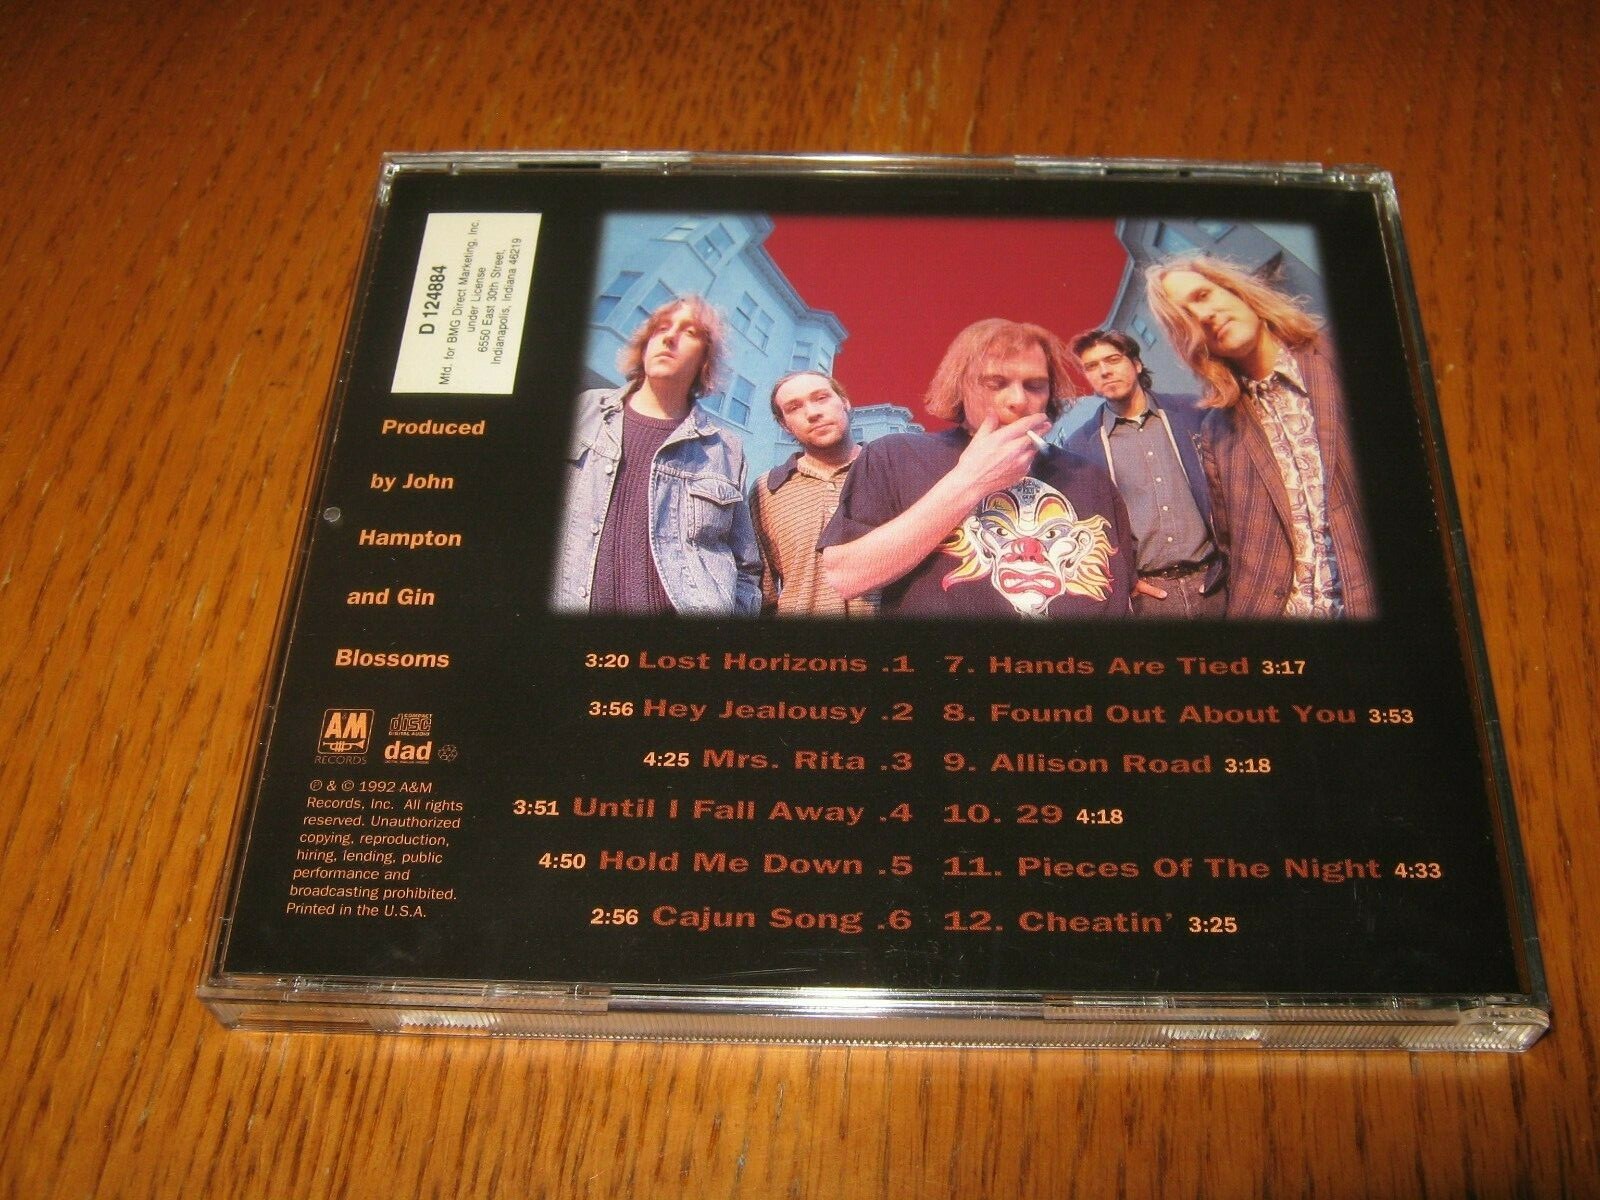 D 124884
Mfd. for BMG Direct Marketing, Inc.
under License
6550 East 30th Street,
Indianapolis, Indiana 46219
Produced
by John
Hampton
and Gin
Blossoms
A&M
RECORDS
COMPACT
disc
DIGITAL AUDIO
dad
℗ & © 1992 A&M
Records, Inc. All rights
reserved. Unauthorized
copying, reproduction,
hiring, lending, public
performance and
broadcasting prohibited.
Printed in the U.S.A.
3:20 Lost Horizons .1
3:56 Hey Jealousy .2
4:25 Mrs. Rita .3
3:51 Until I Fall Away .4
4:50 Hold Me Down .5
2:56 Cajun Song .6
7. Hands Are Tied 3:17
8. Found Out About You 3:53
9. Allison Road 3:18
10. 29 4:18
11. Pieces Of The Night 4:33
12. Cheatin' 3:25